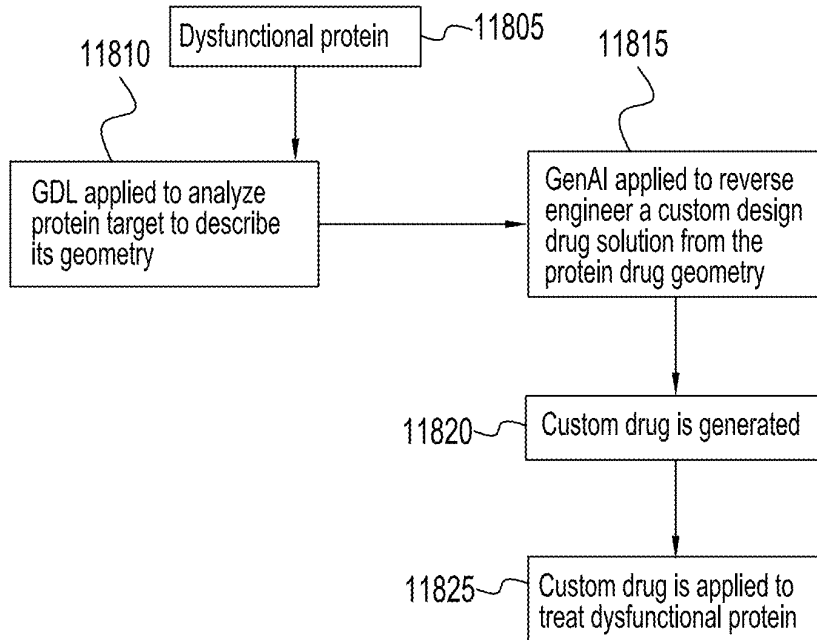 Dysfunctional protein
11805
11810
11815
GDL applied to analyze
protein target to describe
its geometry
GenAI applied to reverse
engineer a custom design
drug solution from the
protein drug geometry
11820
Custom drug is generated
11825
Custom drug is applied to
treat dysfunctional protein